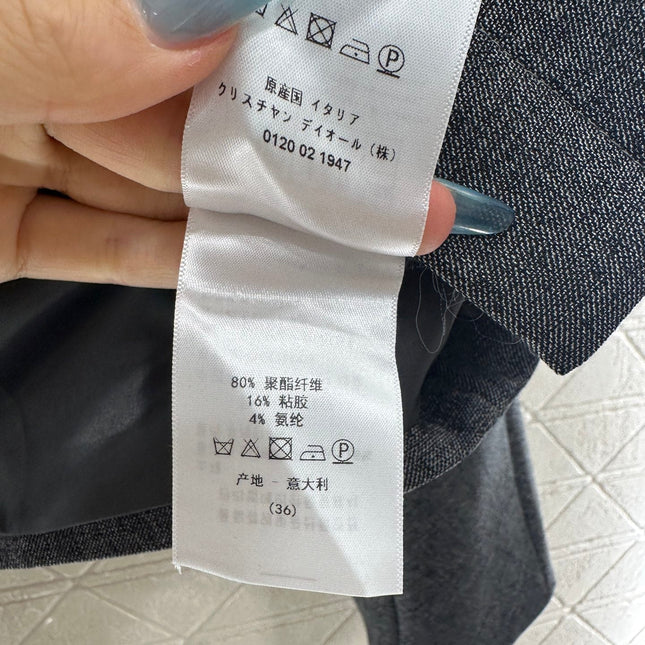 P
原産国 イタリア
クリスチャン デイオール (株)
0120 02 1947
80% 聚酯纤维
16% 粘胶
4% 氨纶
P
产地 - 意大利
(36)